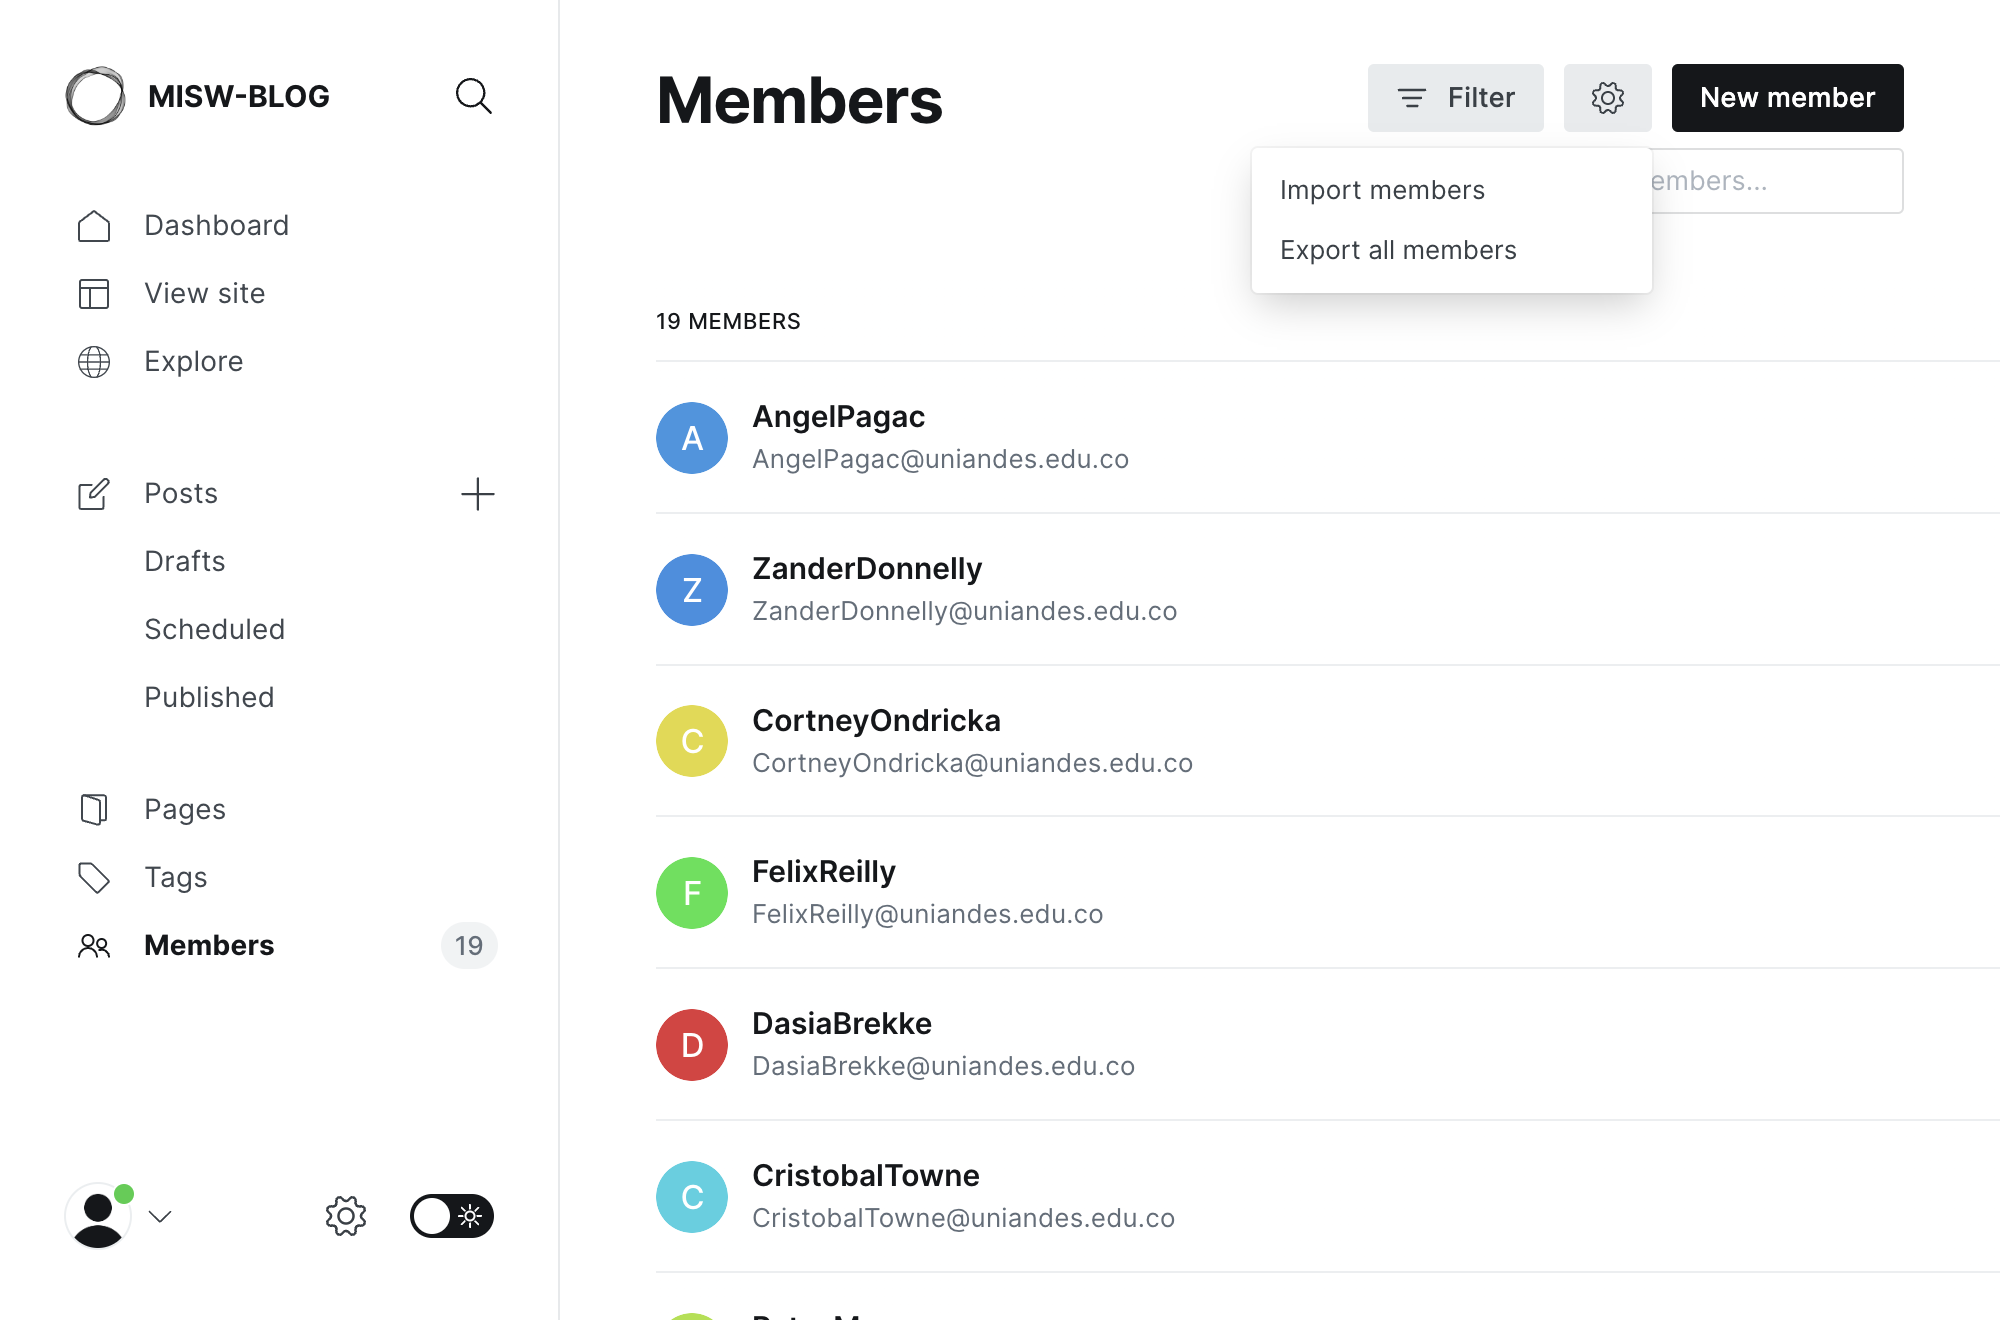 MISW-BLOG
Dashboard
View site
Explore
Posts
Drafts
Scheduled
Published
Pages
Tags
Members
19
Members
Filter
New member
embers...
Import members
Export all members
19 MEMBERS
A
AngelPagac
AngelPagac@uniandes.edu.co
Z
ZanderDonnelly
ZanderDonnelly@uniandes.edu.co
C
CortneyOndricka
CortneyOndricka@uniandes.edu.co
F
FelixReilly
FelixReilly@uniandes.edu.co
D
DasiaBrekke
DasiaBrekke@uniandes.edu.co
C
CristobalTowne
CristobalTowne@uniandes.edu.co